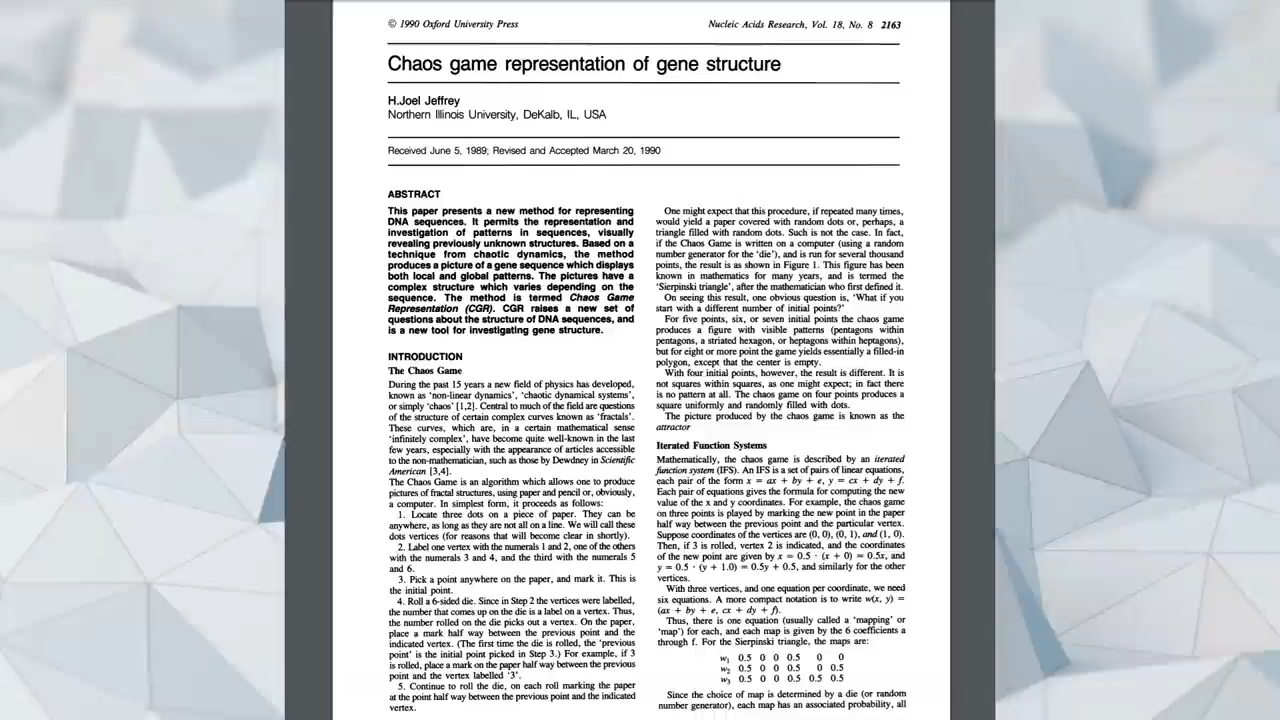 © 1990 Oxford University Press
Nucleic Acids Research, Vol. 18, No. 8 2163
Chaos game representation of gene structure
H.Joel Jeffrey
Northern Illinois University, DeKalb, IL, USA
Received June 5, 1989; Revised and Accepted March 20, 1990
ABSTRACT
This paper presents a new method for representing
DNA sequences. It permits the representation and
investigation of patterns in sequences, visually
revealing previously unknown structures. Based on a
technique from chaotic dynamics, the method
produces a picture of a gene sequence which displays
both local and global patterns. The pictures have a
complex structure which varies depending on the
sequence. The method is termed Chaos Game
Representation (CGR). CGR raises a new set of
questions about the structure of DNA sequences, and
is a new tool for investigating gene structure.
INTRODUCTION
The Chaos Game
During the past 15 years a new field of physics has developed,
known as 'non-linear dynamics', 'chaotic dynamical systems',
or simply 'chaos' [1,2]. Central to much of the field are questions
of the structure of certain complex curves known as 'fractals'.
These curves, which are, in a certain mathematical sense
'infinitely complex', have become quite well-known in the last
few years, especially with the appearance of articles accessible
to the non-mathematician, such as those by Dewdney in Scientific
American [3,4].
The Chaos Game is an algorithm which allows one to produce
pictures of fractal structures, using paper and pencil or, obviously,
a computer. In simplest form, it proceeds as follows:
1. Locate three dots on a piece of paper. They can be
anywhere, as long as they are not all on a line. We will call these
dots vertices (for reasons that will become clear in shortly).
2. Label one vertex with the numerals 1 and 2, one of the others
with the numerals 3 and 4, and the third with the numerals 5
and 6.
3. Pick a point anywhere on the paper, and mark it. This is
the initial point.
4. Roll a 6-sided die. Since in Step 2 the vertices were labelled,
the number that comes up on the die is a label on a vertex. Thus,
the number rolled on the die picks out a vertex. On the paper,
place a mark half way between the previous point and the
indicated vertex. (The first time the die is rolled, the 'previous
point' is the initial point picked in Step 3.) For example, if 3
is rolled, place a mark on the paper half way between the previous
point and the vertex labelled '3'.
5. Continue to roll the die, on each roll marking the paper
at the point half way between the previous point and the indicated
vertex.
One might expect that this procedure, if repeated many times,
would yield a paper covered with random dots or, perhaps, a
triangle filled with random dots. Such is not the case. In fact,
if the Chaos Game is written on a computer (using a random
number generator for the 'die'), and is run for several thousand
points, the result is as shown in Figure 1. This figure has been
known in mathematics for many years, and is termed the
'Sierpinski triangle', after the mathematician who first defined it.
On seeing this result, one obvious question is, 'What if you
start with a different number of initial points?'
For five points, six, or seven initial points the chaos game
produces a figure with visible patterns (pentagons within
pentagons, a striated hexagon, or heptagons within heptagons),
but for eight or more point the game yields essentially a filled-in
polygon, except that the center is empty.
With four initial points, however, the result is different. It is
not squares within squares, as one might expect; in fact there
is no pattern at all. The chaos game on four points produces a
square uniformly and randomly filled with dots.
The picture produced by the chaos game is known as the
attractor
Iterated Function Systems
Mathematically, the chaos game is described by an iterated
function system (IFS). An IFS is a set of pairs of linear equations,
each pair of the form x = ax + by + e, y = cx + dy + f.
Each pair of equations gives the formula for computing the new
value of the x and y coordinates. For example, the chaos game
on three points is played by marking the new point in the paper
half way between the previous point and the particular vertex.
Suppose coordinates of the vertices are (0, 0), (0, 1), and (1, 0).
Then, if 3 is rolled, vertex 2 is indicated, and the coordinates
of the new point are given by x = 0.5 · (x + 0) = 0.5x, and
y = 0.5 · (y + 1.0) = 0.5y + 0.5, and similarly for the other
vertices.
With three vertices, and one equation per coordinate, we need
six equations. A more compact notation is to write w(x, y) =
(ax + by + e, cx + dy + f).
Thus, there is one equation (usually called a 'mapping' or
'map') for each, and each map is given by the 6 coefficients a
through f. For the Sierpinski triangle, the maps are:
w1 0.5 0 0 0.5 0 0
w2 0.5 0 0 0.5 0 0.5
w3 0.5 0 0 0.5 0.5 0.5
Since the choice of map is determined by a die (or random
number generator), each map has an associated probability, all